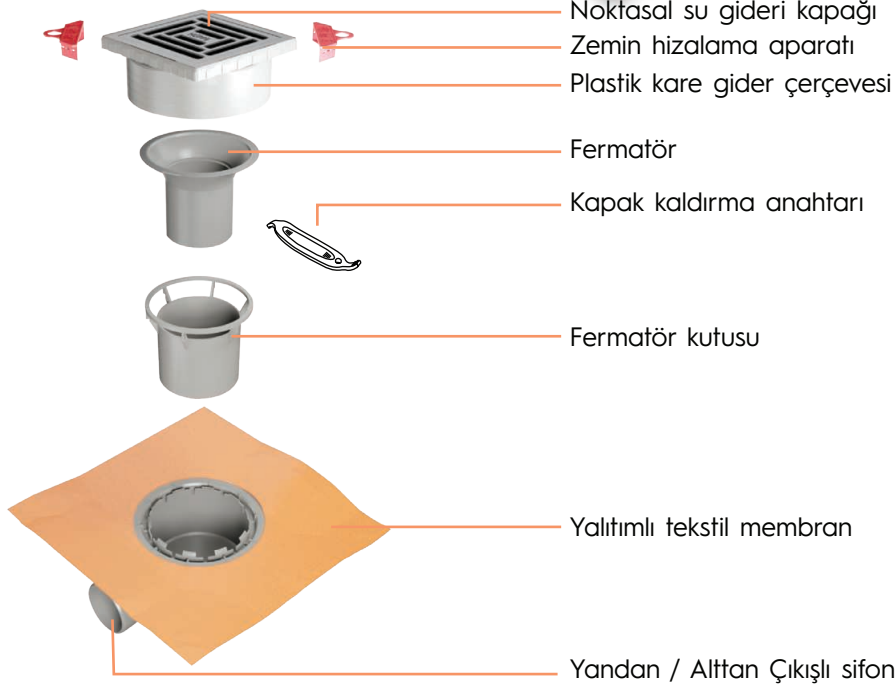 Noktasal su gideri kapağı
Zemin hizalama aparatı
Plastik kare gider çerçevesi
Fermatör
Kapak kaldırma anahtarı
Fermatör kutusu
Yalıtımlı tekstil membran
Yandan / Alttan Çıkışlı sifon